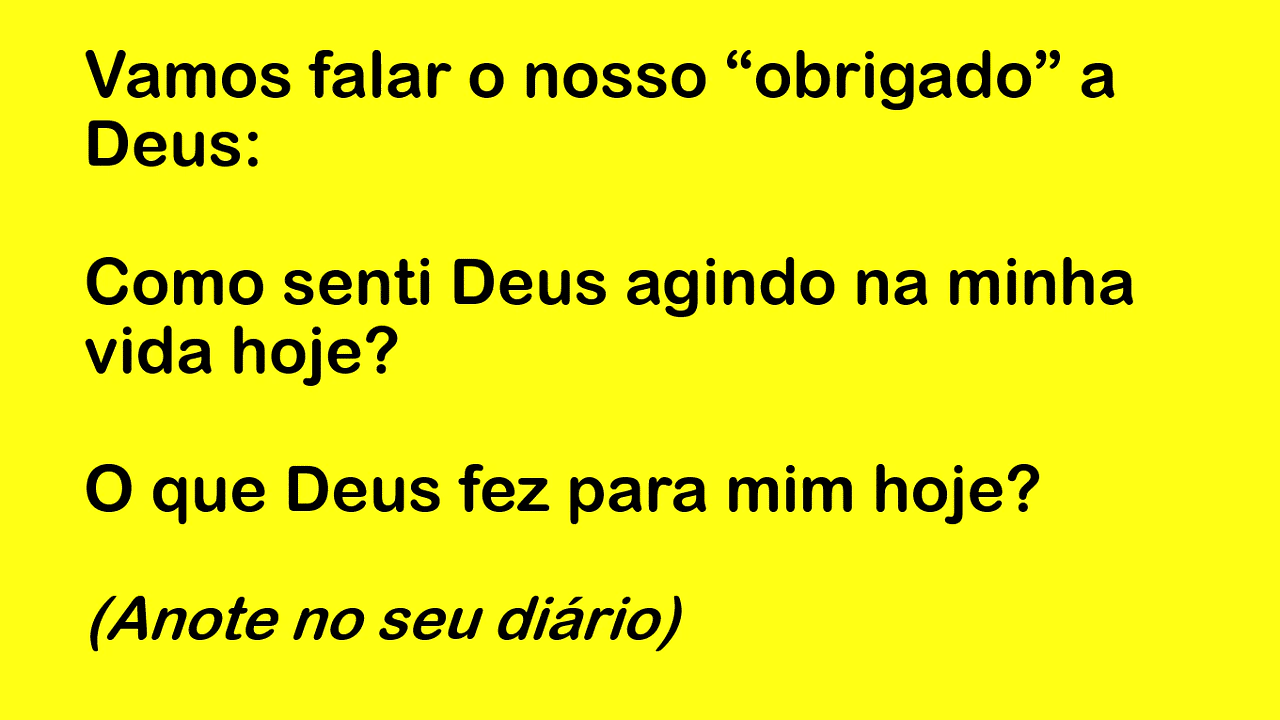 Vamos falar o nosso “obrigado” a
Deus:
Como senti Deus agindo na minha
vida hoje?
O que Deus fez para mim hoje?
(Anote no seu diário)